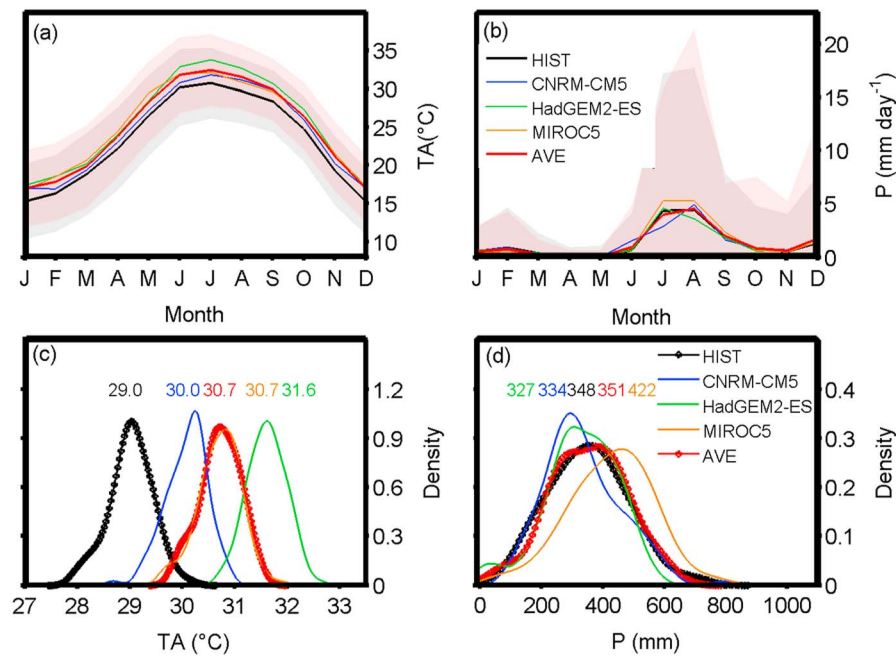 (a)
35
30
25
20
15
10
TA(°C)
J F M A M J J A S O N D
Month
(b)
HIST
CNRM-CM5
HadGEM2-ES
MIROC5
AVE
20
15
10
5
0
P (mm day-1)
J F M A M J J A S O N D
Month
(c)
29.0 30.0 30.7 30.7 31.6
1.2
0.9
0.6
0.3
0
Density
27 28 29 30 31 32 33
TA (°C)
(d)
327 334 348 351 422
HIST
CNRM-CM5
HadGEM2-ES
MIROC5
AVE
0.4
0.3
0.2
0.1
0
Density
0 200 400 600 800 1000
P (mm)